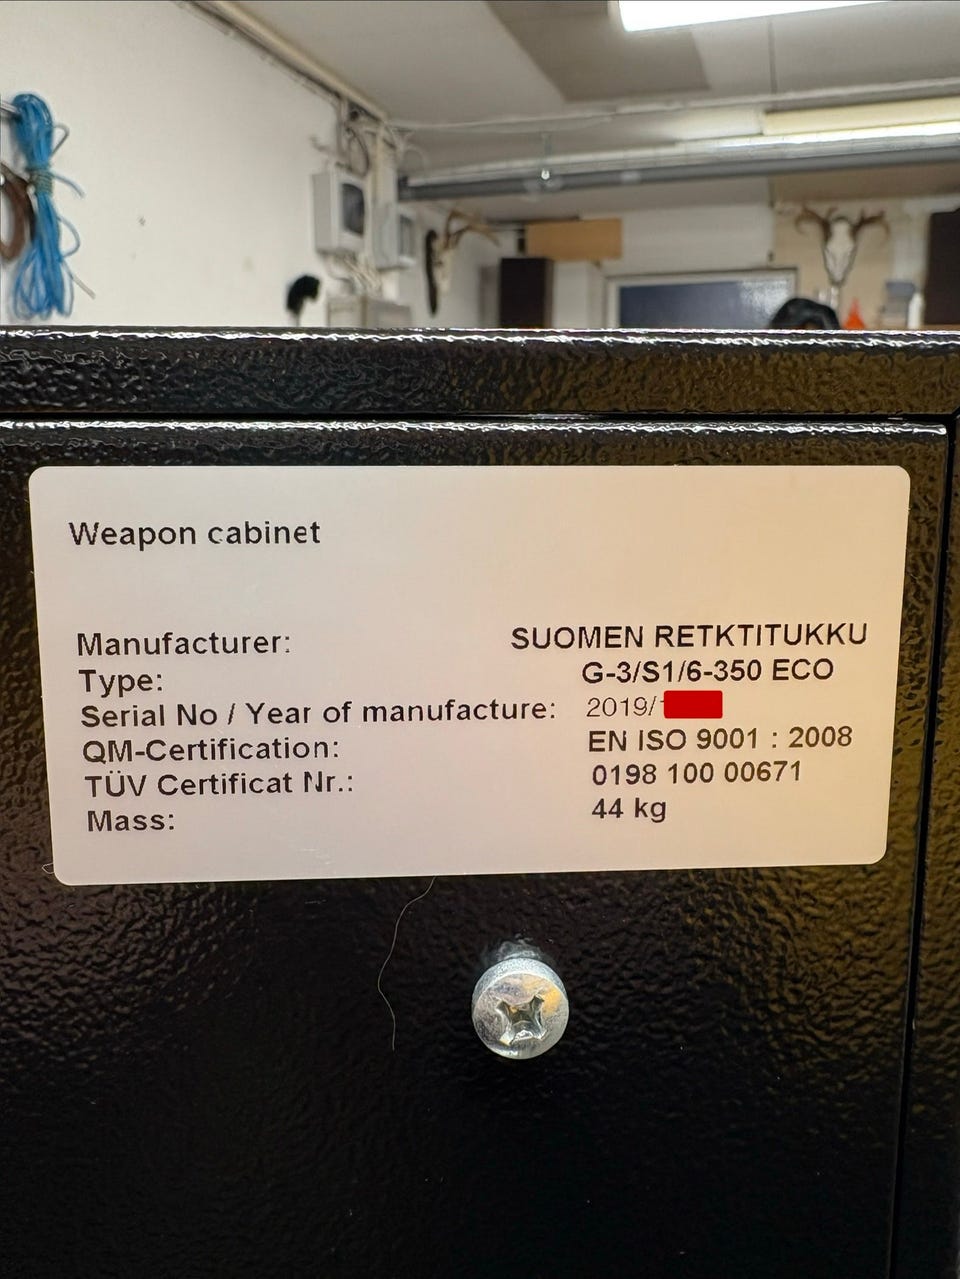 Weapon cabinet
Manufacturer: SUOMEN RETKTITUKKU
Type: G-3/S1/6-350 ECO
Serial No / Year of manufacture: 2019/
QM-Certification: EN ISO 9001 : 2008
TÜV Certificat Nr.: 0198 100 00671
Mass: 44 kg